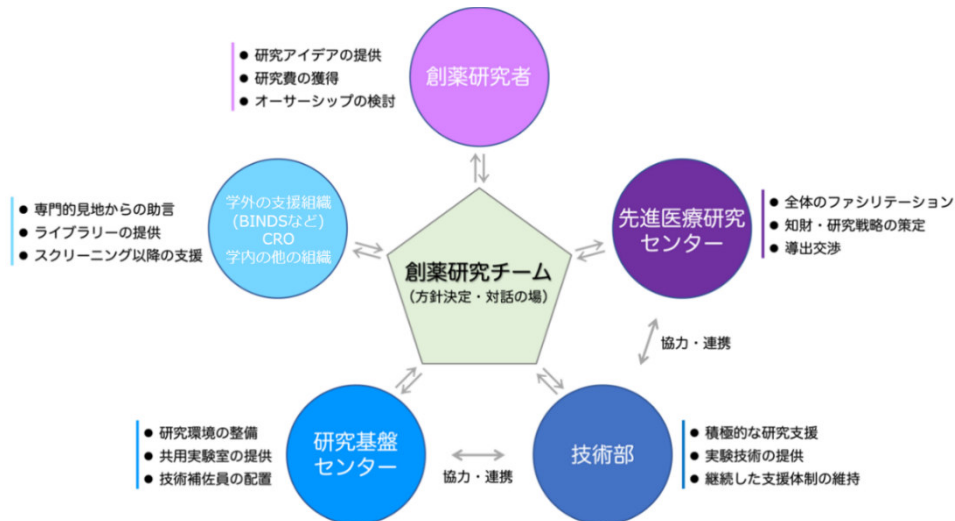 ● 研究アイデアの提供
● 研究費の獲得
● オーサーシップの検討
創薬研究者
● 専門的見地からの助言
● ライブラリーの提供
● スクリーニング以降の支援
学外の支援組織
(BINDSなど)
CRO
学内の他の組織
先進医療研究
センター
● 全体のファシリテーション
● 知財・研究戦略の策定
● 導出交渉
創薬研究チーム
（方針決定・対話の場）
協力・連携
● 研究環境の整備
● 共用実験室の提供
● 技術補佐員の配置
研究基盤
センター
協力・連携
技術部
● 積極的な研究支援
● 実験技術の提供
● 継続した支援体制の維持